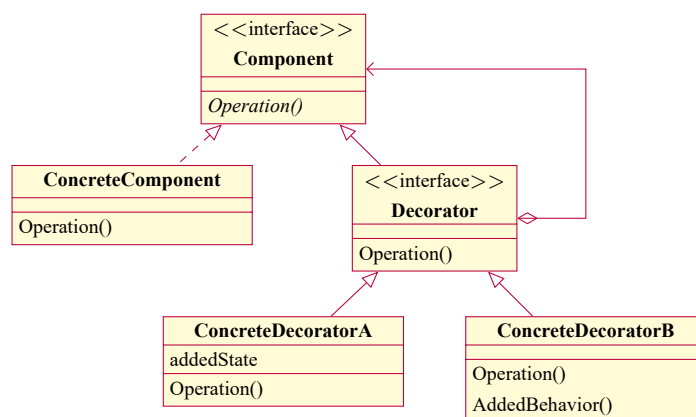 <<interface>>
Component
Operation()
ConcreteComponent
Operation()
<<interface>>
Decorator
Operation()
ConcreteDecoratorA
addedState
Operation()
ConcreteDecoratorB
Operation()
AddedBehavior()